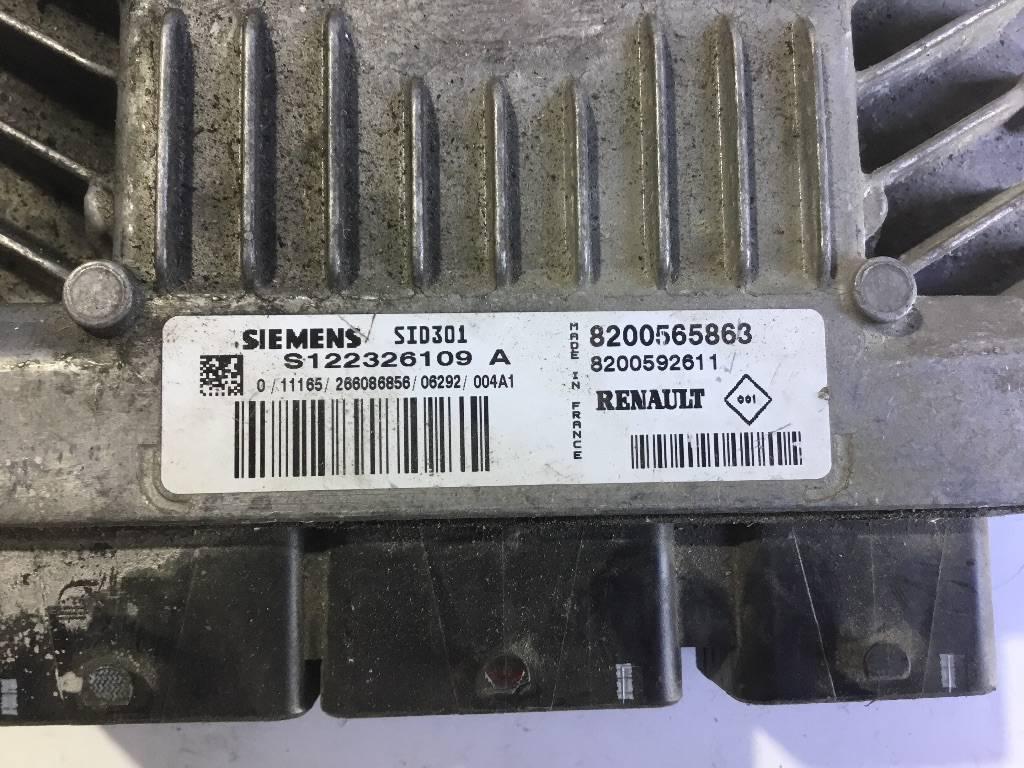 SIEMENS SID301
S122326109 A
0/11165/266086856/06292/004A1
MADE IN FRANCE
8200565863
8200592611
RENAULT 001